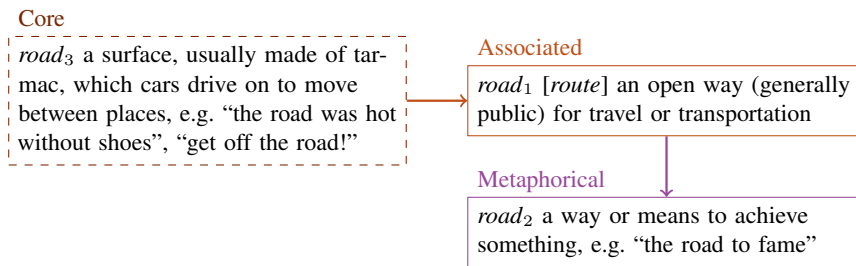 Core
road₃ a surface, usually made of tar-
mac, which cars drive on to move
between places, e.g. “the road was hot
without shoes”, “get off the road!”
Associated
road₁ [route] an open way (generally
public) for travel or transportation
Metaphorical
road₂ a way or means to achieve
something, e.g. “the road to fame”